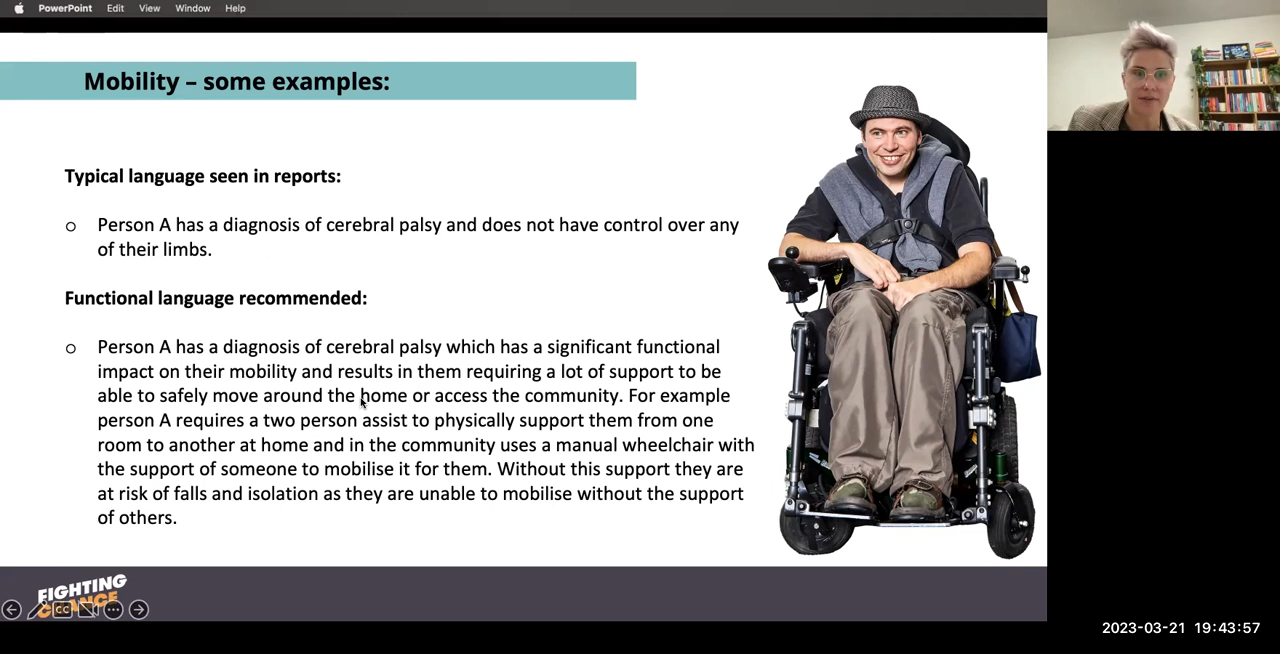 PowerPoint Edit View Window Help
Mobility – some examples:
Typical language seen in reports:
o Person A has a diagnosis of cerebral palsy and does not have control over any
of their limbs.
Functional language recommended:
o Person A has a diagnosis of cerebral palsy which has a significant functional
impact on their mobility and results in them requiring a lot of support to be
able to safely move around the home or access the community. For example
person A requires a two person assist to physically support them from one
room to another at home and in the community uses a manual wheelchair with
the support of someone to mobilise it for them. Without this support they are
at risk of falls and isolation as they are unable to mobilise without the support
of others.
FIGHTING
CHANCE
CC
2023-03-21 19:43:57